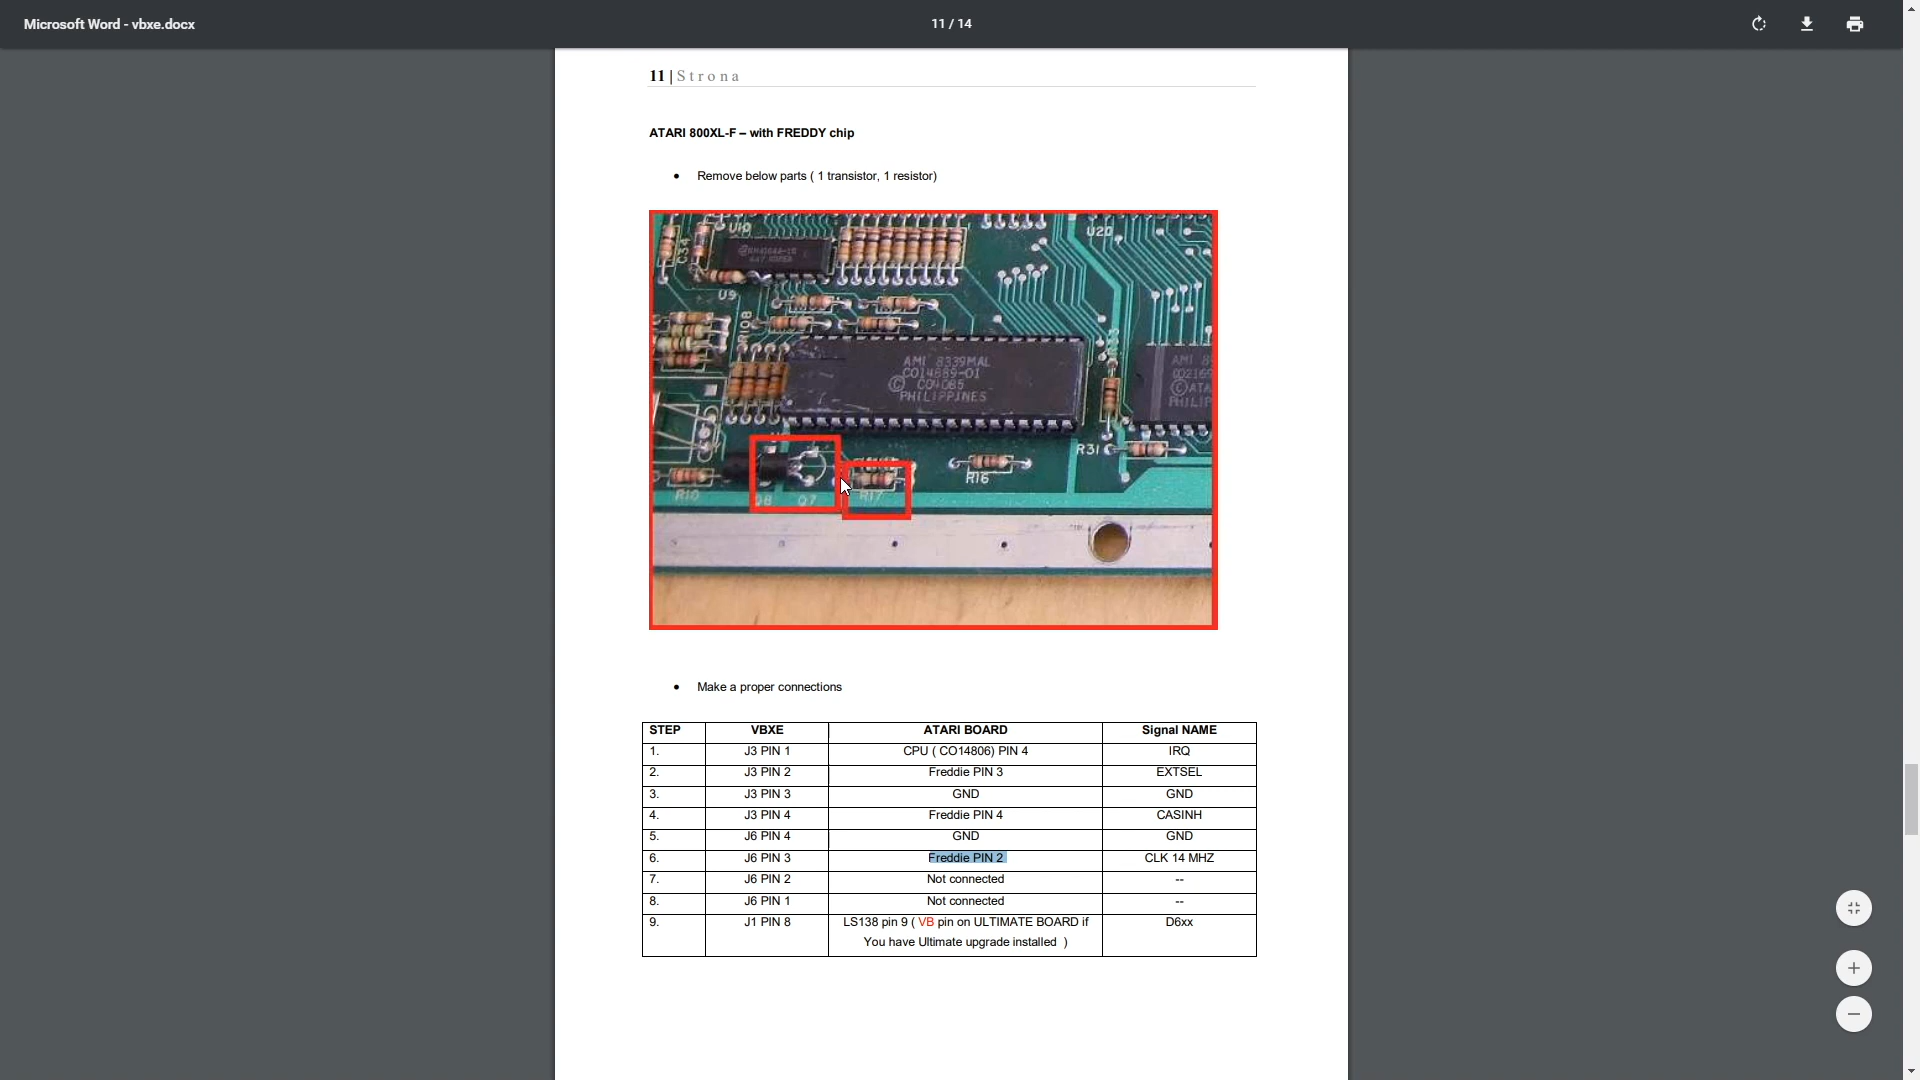 Microsoft Word - vbxe.docx
11 / 14
11 | Strona
ATARI 800XL-F – with FREDDY chip
• Remove below parts ( 1 transistor, 1 resistor)
U10
U20
C34
U9
R108
AMI 8339MAL
CO14889-01
© CO4085
PHILIPPINES
AMI
PHILIP
R31
R16
R10
Q8 Q7
R17
• Make a proper connections
STEP VBXE ATARI BOARD Signal NAME
1. J3 PIN 1 CPU ( CO14806) PIN 4 IRQ
2. J3 PIN 2 Freddie PIN 3 EXTSEL
3. J3 PIN 3 GND GND
4. J3 PIN 4 Freddie PIN 4 CASINH
5. J6 PIN 4 GND GND
6. J6 PIN 3 Freddie PIN 2 CLK 14 MHZ
7. J6 PIN 2 Not connected --
8. J6 PIN 1 Not connected --
9. J1 PIN 8 LS138 pin 9 ( VB pin on ULTIMATE BOARD if D6xx
You have Ultimate upgrade installed )